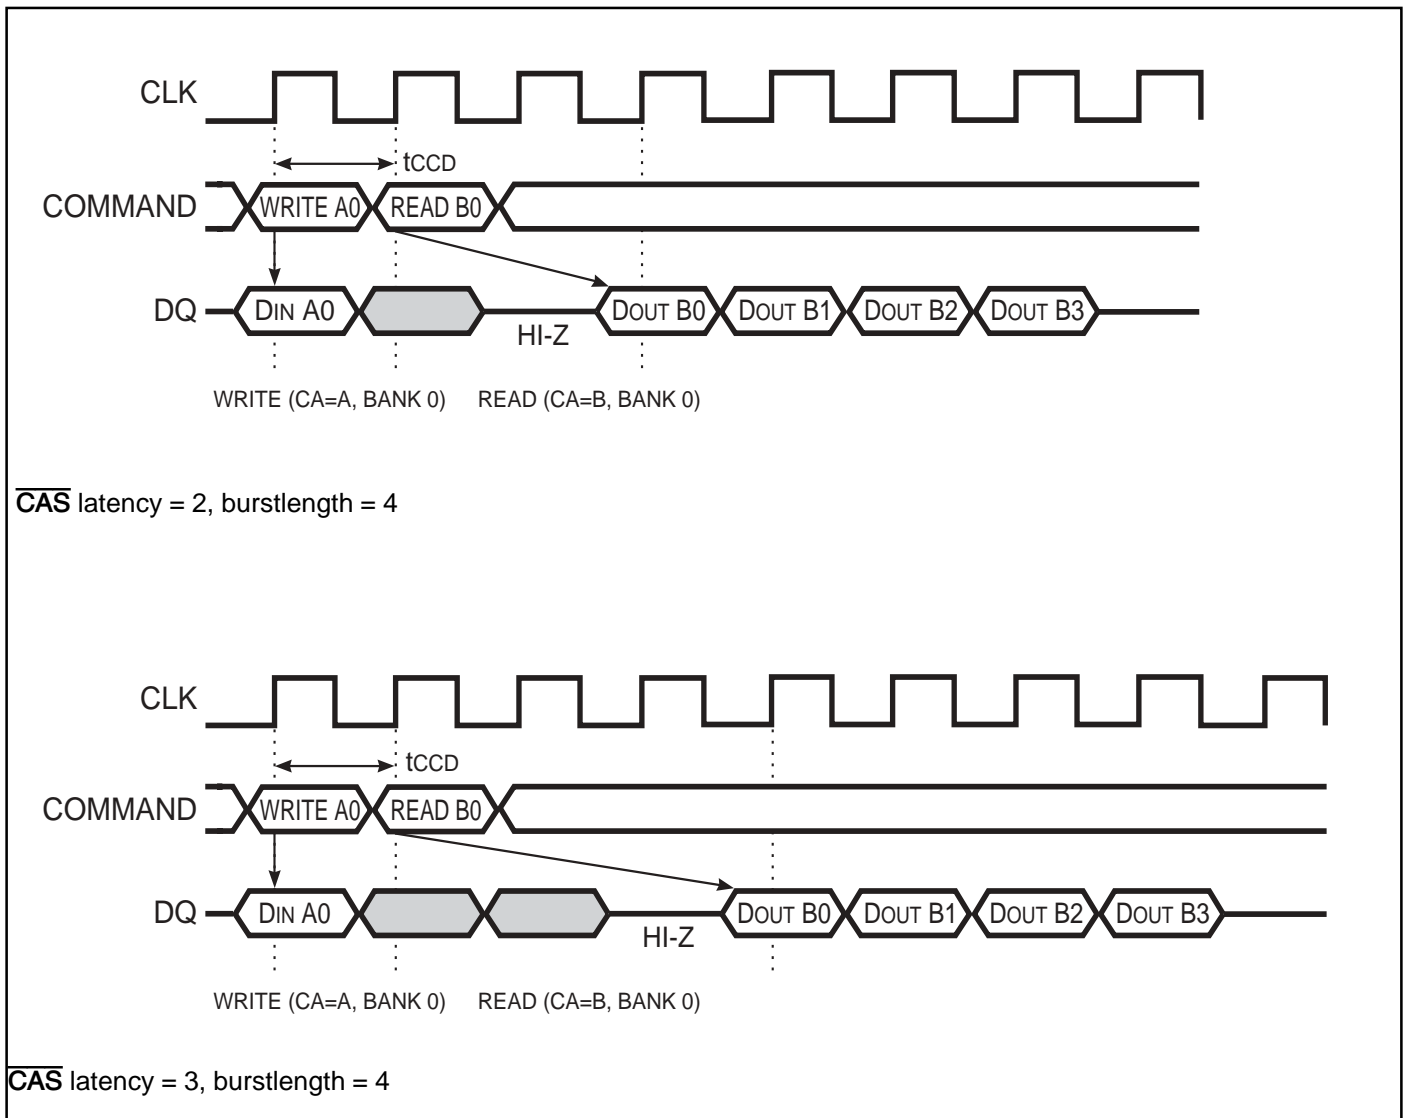 CLK
tCCD
COMMAND WRITE A0 READ B0
DQ DIN A0 DOUT B0 DOUT B1 DOUT B2 DOUT B3
HI-Z
WRITE (CA=A, BANK 0) READ (CA=B, BANK 0)
CAS latency = 2, burstlength = 4
CLK
tCCD
COMMAND WRITE A0 READ B0
DQ DIN A0 DOUT B0 DOUT B1 DOUT B2 DOUT B3
HI-Z
WRITE (CA=A, BANK 0) READ (CA=B, BANK 0)
CAS latency = 3, burstlength = 4